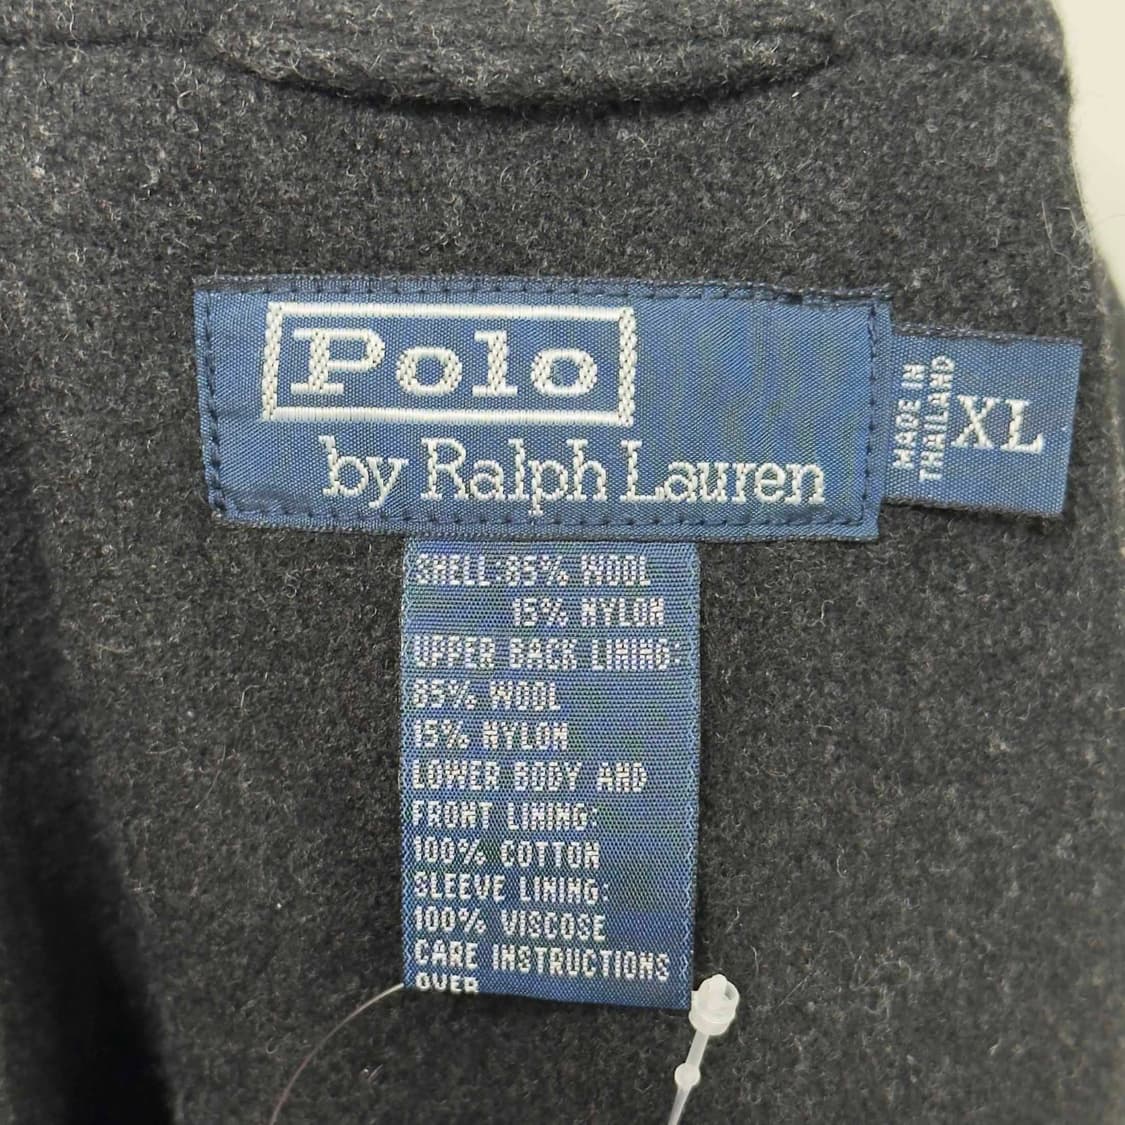 Polo
by Ralph Lauren
MADE IN
THAILAND
XL
SHELL:85% WOOL
15% NYLON
UPPER BACK LINING:
85% WOOL
15% NYLON
LOWER BODY AND
FRONT LINING:
100% COTTON
SLEEVE LINING:
100% VISCOSE
CARE INSTRUCTIONS
OVER